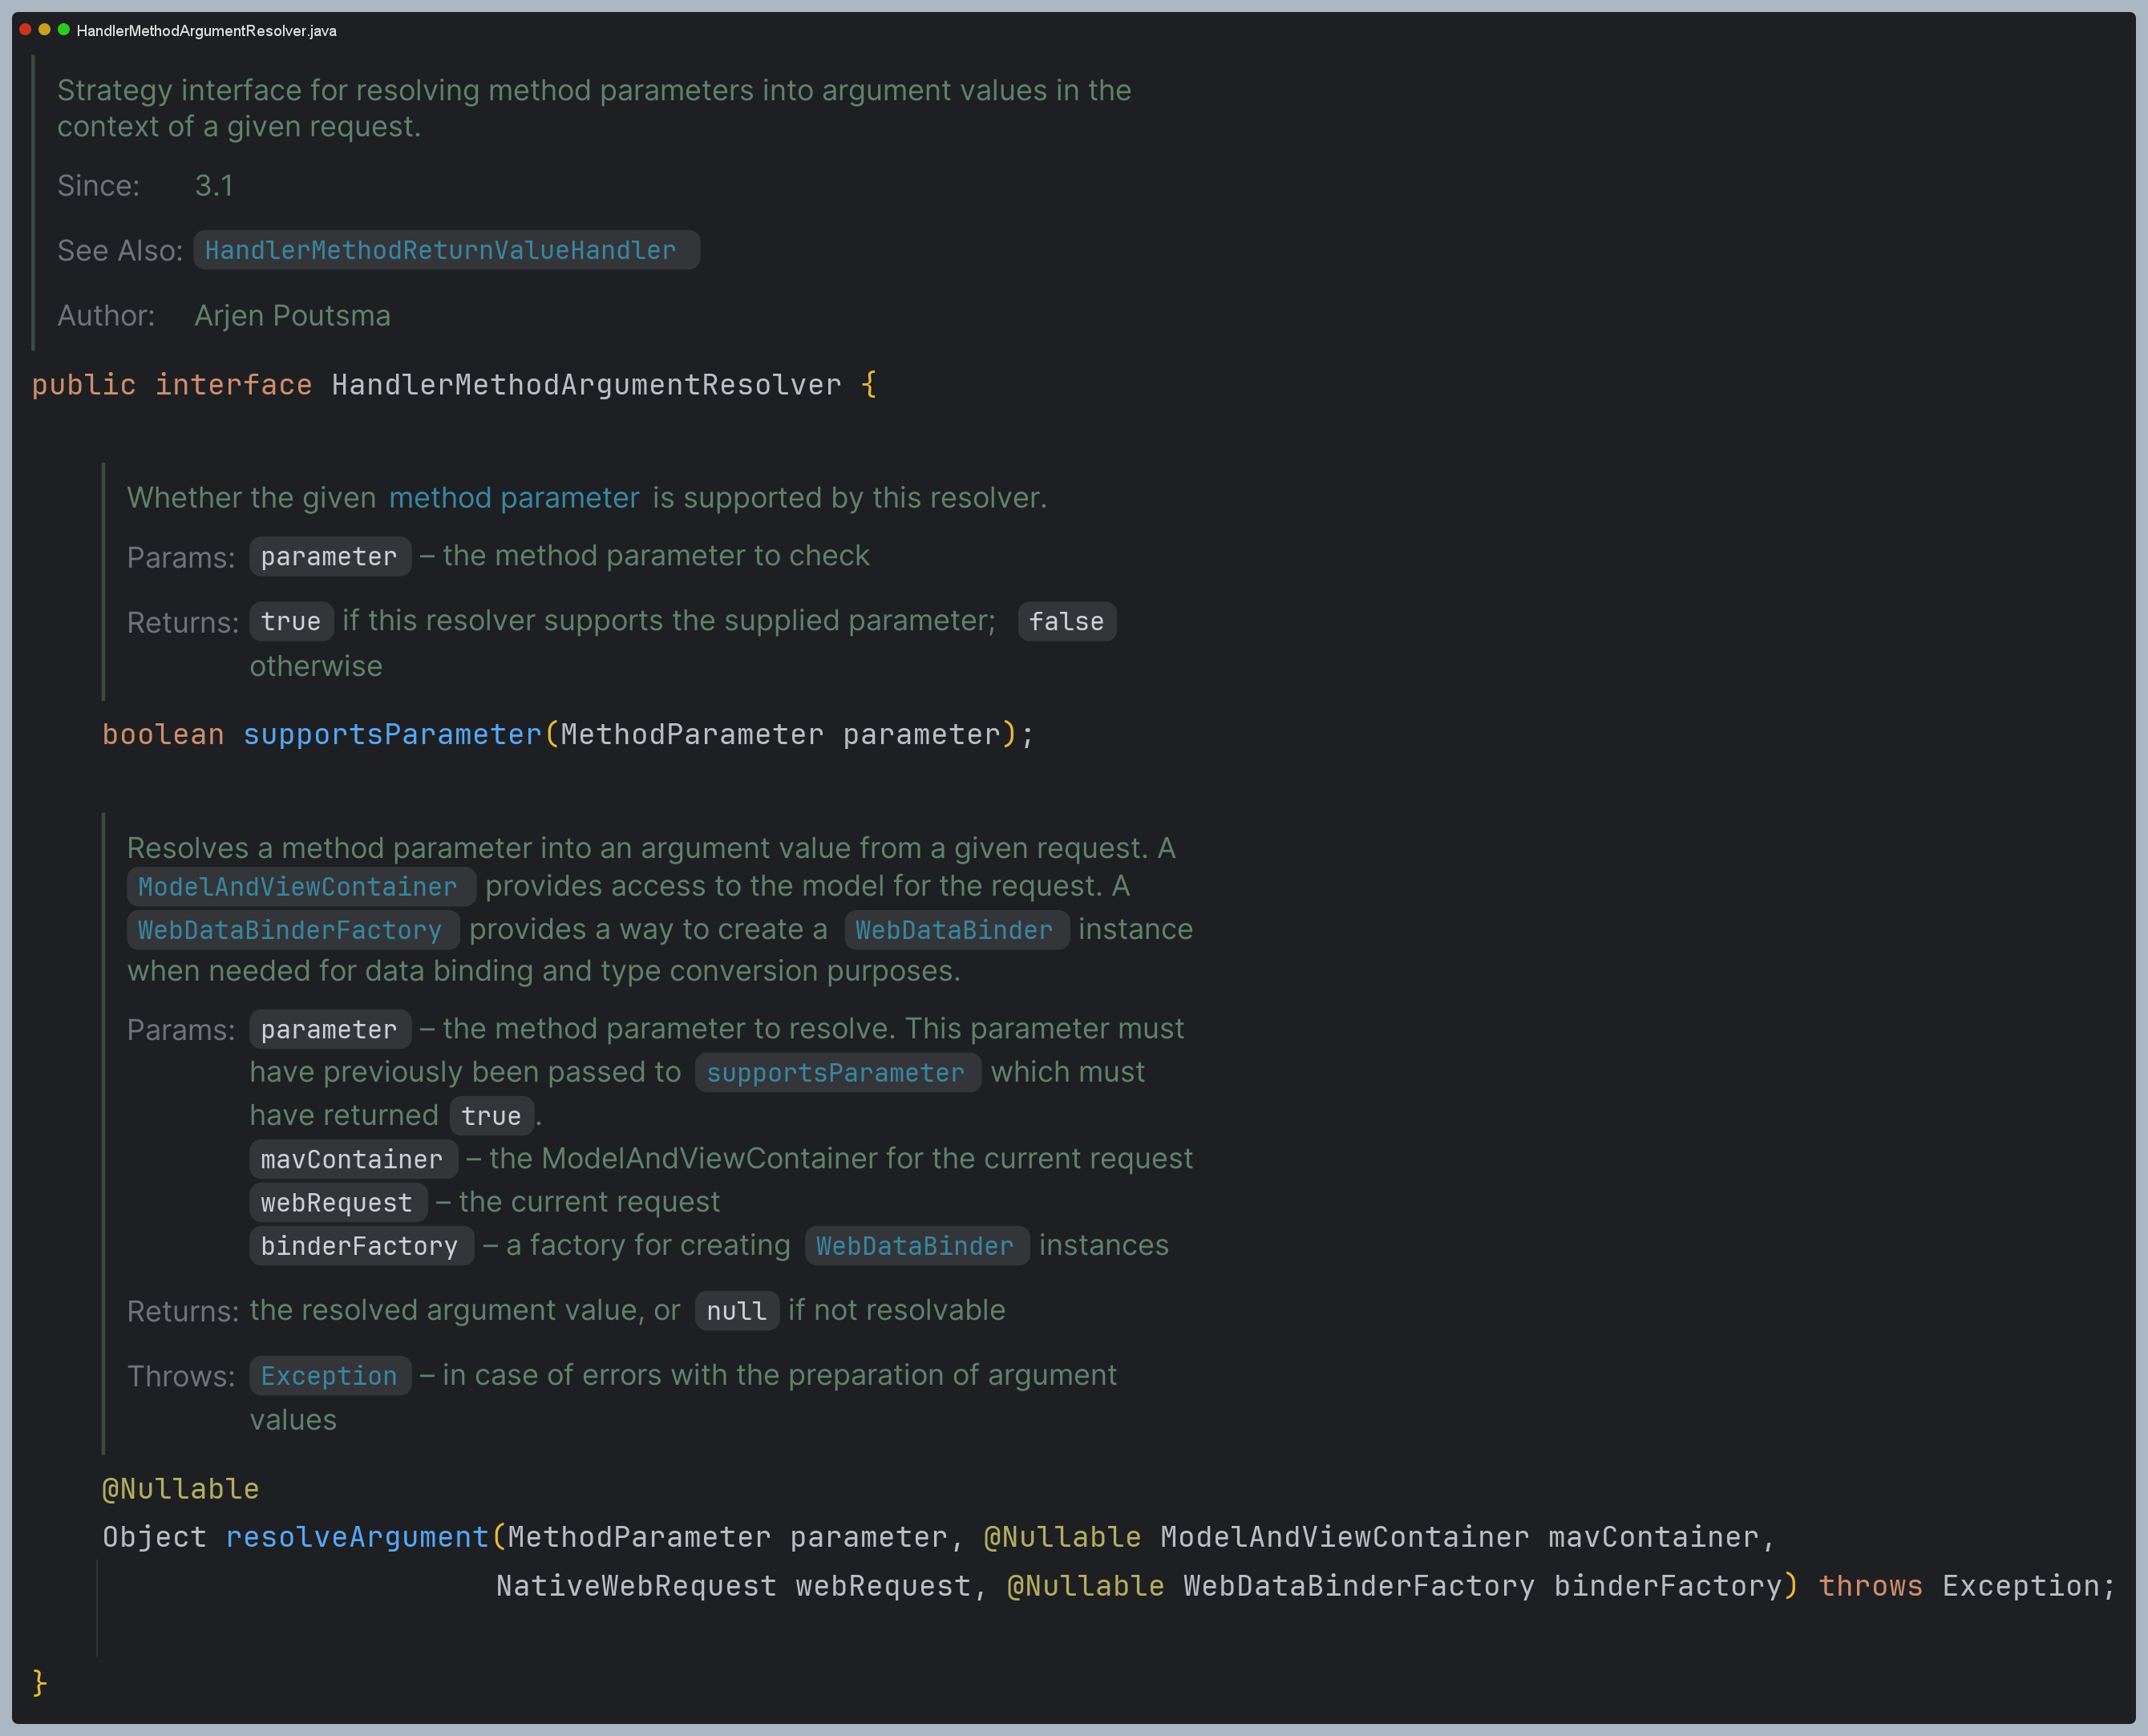 HandlerMethodArgumentResolver.java
Strategy interface for resolving method parameters into argument values in the
context of a given request.
Since: 3.1
See Also: HandlerMethodReturnValueHandler
Author: Arjen Poutsma
public interface HandlerMethodArgumentResolver {
Whether the given method parameter is supported by this resolver.
Params: parameter – the method parameter to check
Returns: true if this resolver supports the supplied parameter; false
otherwise
boolean supportsParameter(MethodParameter parameter);
Resolves a method parameter into an argument value from a given request. A
ModelAndViewContainer provides access to the model for the request. A
WebDataBinderFactory provides a way to create a WebDataBinder instance
when needed for data binding and type conversion purposes.
Params: parameter – the method parameter to resolve. This parameter must
have previously been passed to supportsParameter which must
have returned true.
mavContainer – the ModelAndViewContainer for the current request
webRequest – the current request
binderFactory – a factory for creating WebDataBinder instances
Returns: the resolved argument value, or null if not resolvable
Throws: Exception – in case of errors with the preparation of argument
values
@Nullable
Object resolveArgument(MethodParameter parameter, @Nullable ModelAndViewContainer mavContainer,
NativeWebRequest webRequest, @Nullable WebDataBinderFactory binderFactory) throws Exception;
}